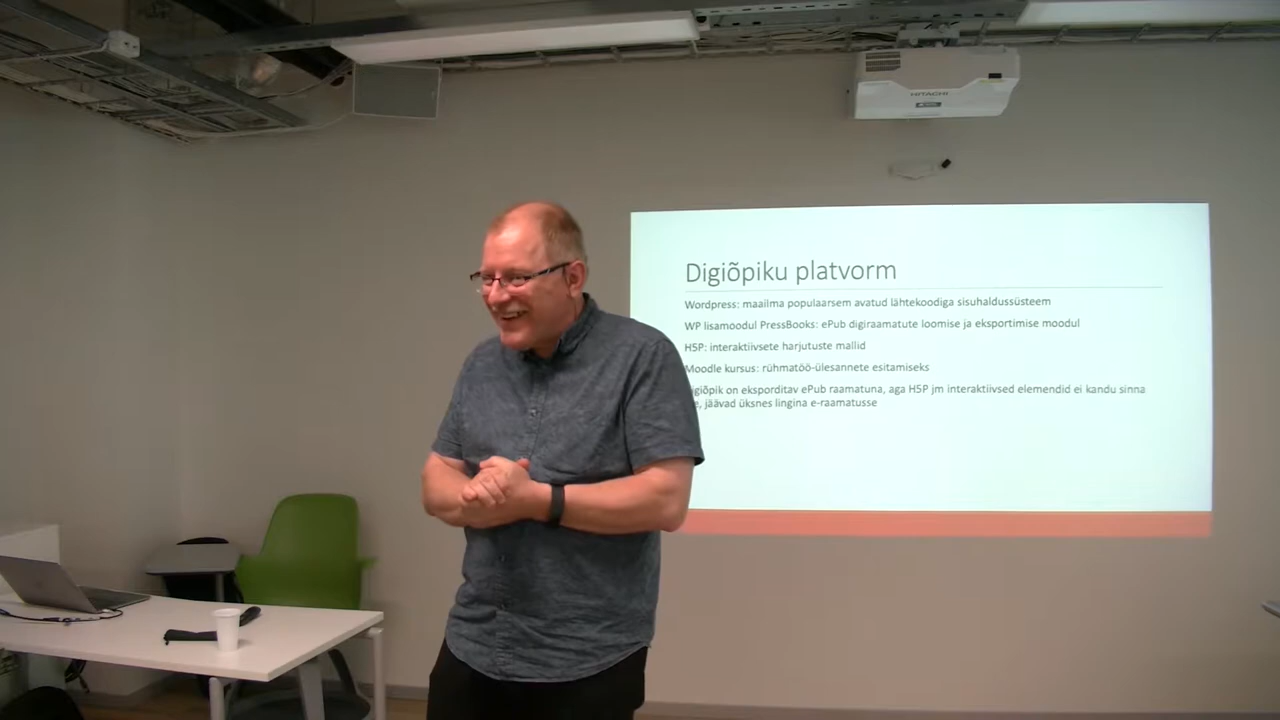 HITACHI
Digiõpiku platvorm
Wordpress: maailma populaarsem avatud lähtekoodiga sisuhaldussüsteem
WP lisamoodul PressBooks: ePub digiraamatute loomise ja eksportimise moodul
H5P: interaktiivsete harjutuste mallid
Moodle kursus: rühmatöö-ülesannete esitamiseks
igiõpik on eksporditav ePub raamatuna, aga H5P jm interaktiivsed elemendid ei kandu sinna
, jäävad üksnes lingina e-raamatusse